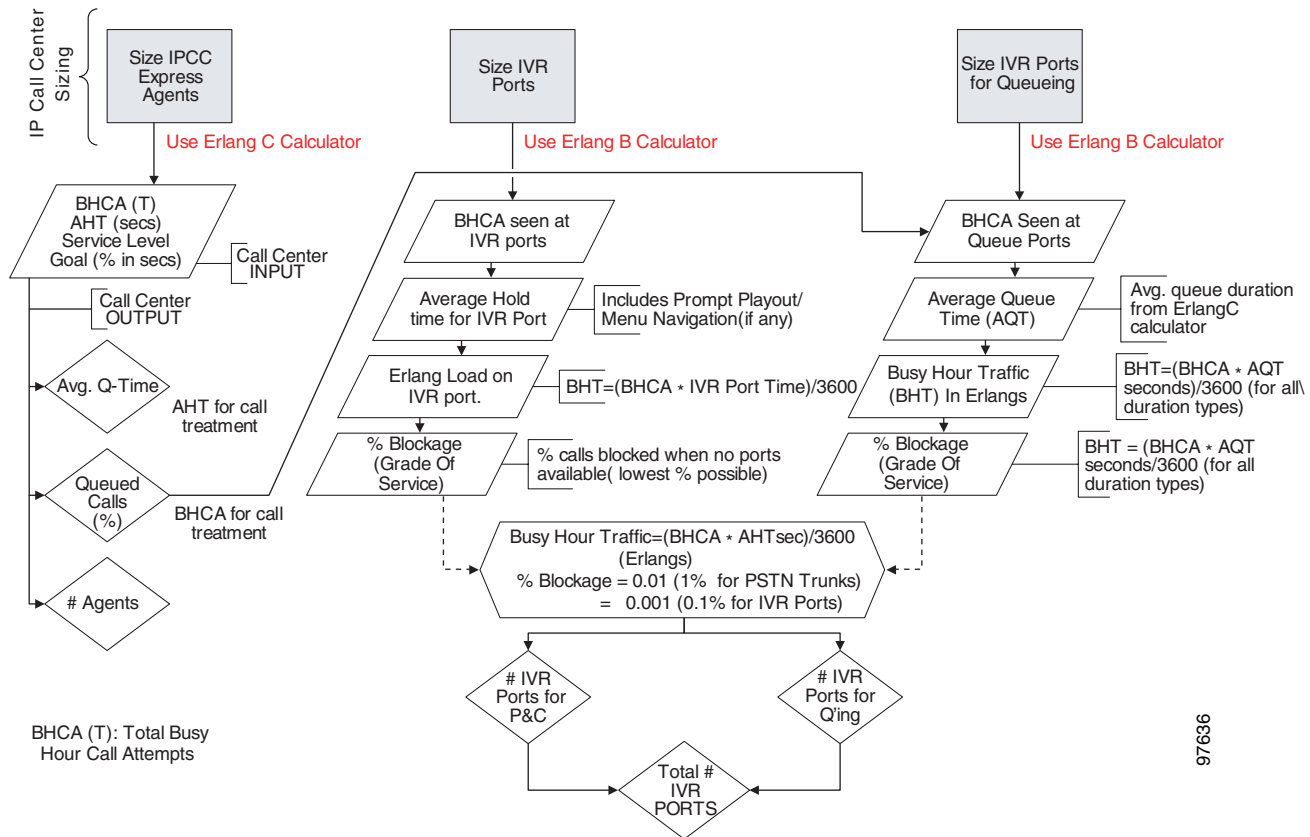 IP Call Center
Sizing
Size IPCC
Express
Agents
Size IVR
Ports
Size IVR Ports
for Queueing
Use Erlang C Calculator
Use Erlang B Calculator
Use Erlang B Calculator
BHCA (T)
AHT (secs)
Service Level
Goal (% in secs)
Call Center
INPUT
Call Center
OUTPUT
Avg. Q-Time
AHT for call
treatment
Queued
Calls
(%)
BHCA for call
treatment
# Agents
BHCA (T): Total Busy
Hour Call Attempts
BHCA seen at
IVR ports
Average Hold
time for IVR Port
Includes Prompt Playout/
Menu Navigation(if any)
Erlang Load on
IVR port.
BHT=(BHCA * IVR Port Time)/3600
% Blockage
(Grade Of
Service)
% calls blocked when no ports
available( lowest % possible)
BHCA Seen at
Queue Ports
Average Queue
Time (AQT)
Avg. queue duration
from ErlangC
calculator
Busy Hour Traffic
(BHT) In Erlangs
BHT=(BHCA * AQT
seconds)/3600 (for all\
duration types)
% Blockage
(Grade Of
Service)
BHT = (BHCA * AQT
seconds/3600 (for all
duration types)
Busy Hour Traffic=(BHCA * AHTsec)/3600
(Erlangs)
% Blockage = 0.01 (1% for PSTN Trunks)
= 0.001 (0.1% for IVR Ports)
# IVR
Ports for
P&C
# IVR
Ports for
Q'ing
Total #
IVR
PORTS
97636